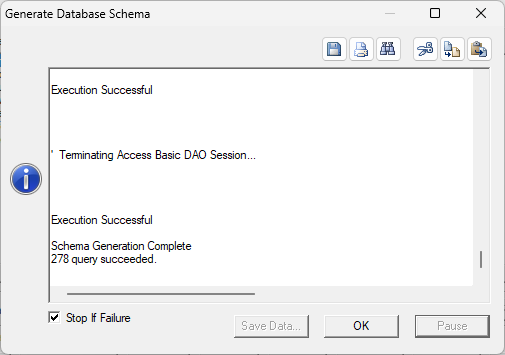 Generate Database Schema
Execution Successful
' Terminating Access Basic DAO Session...
Execution Successful
Schema Generation Complete
278 query succeeded.
Stop If Failure
Save Data...
OK
Pause